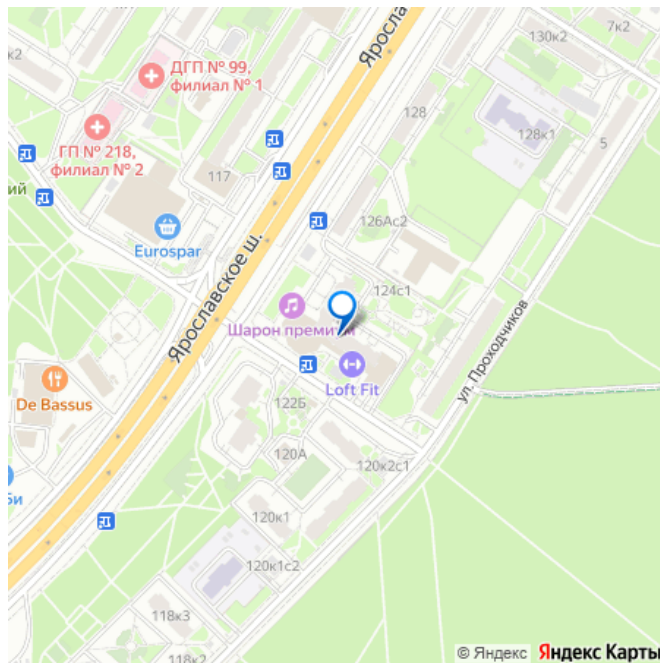 к2
ДГП № 99,
филиал № 1
Яросла
130к2
7к2
ГП № 218,
филиал № 2
128
128к1
5
117
ий
Eurospar
126Ас2
Ярославское ш.
124с1
Шарон премиум
ул. Проходчиков
Loft Fit
De Bassus
122Б
120А
120к2с1
Би
120к1
120к1с2
118к3
118к2
© Яндекс Яндекс Карты